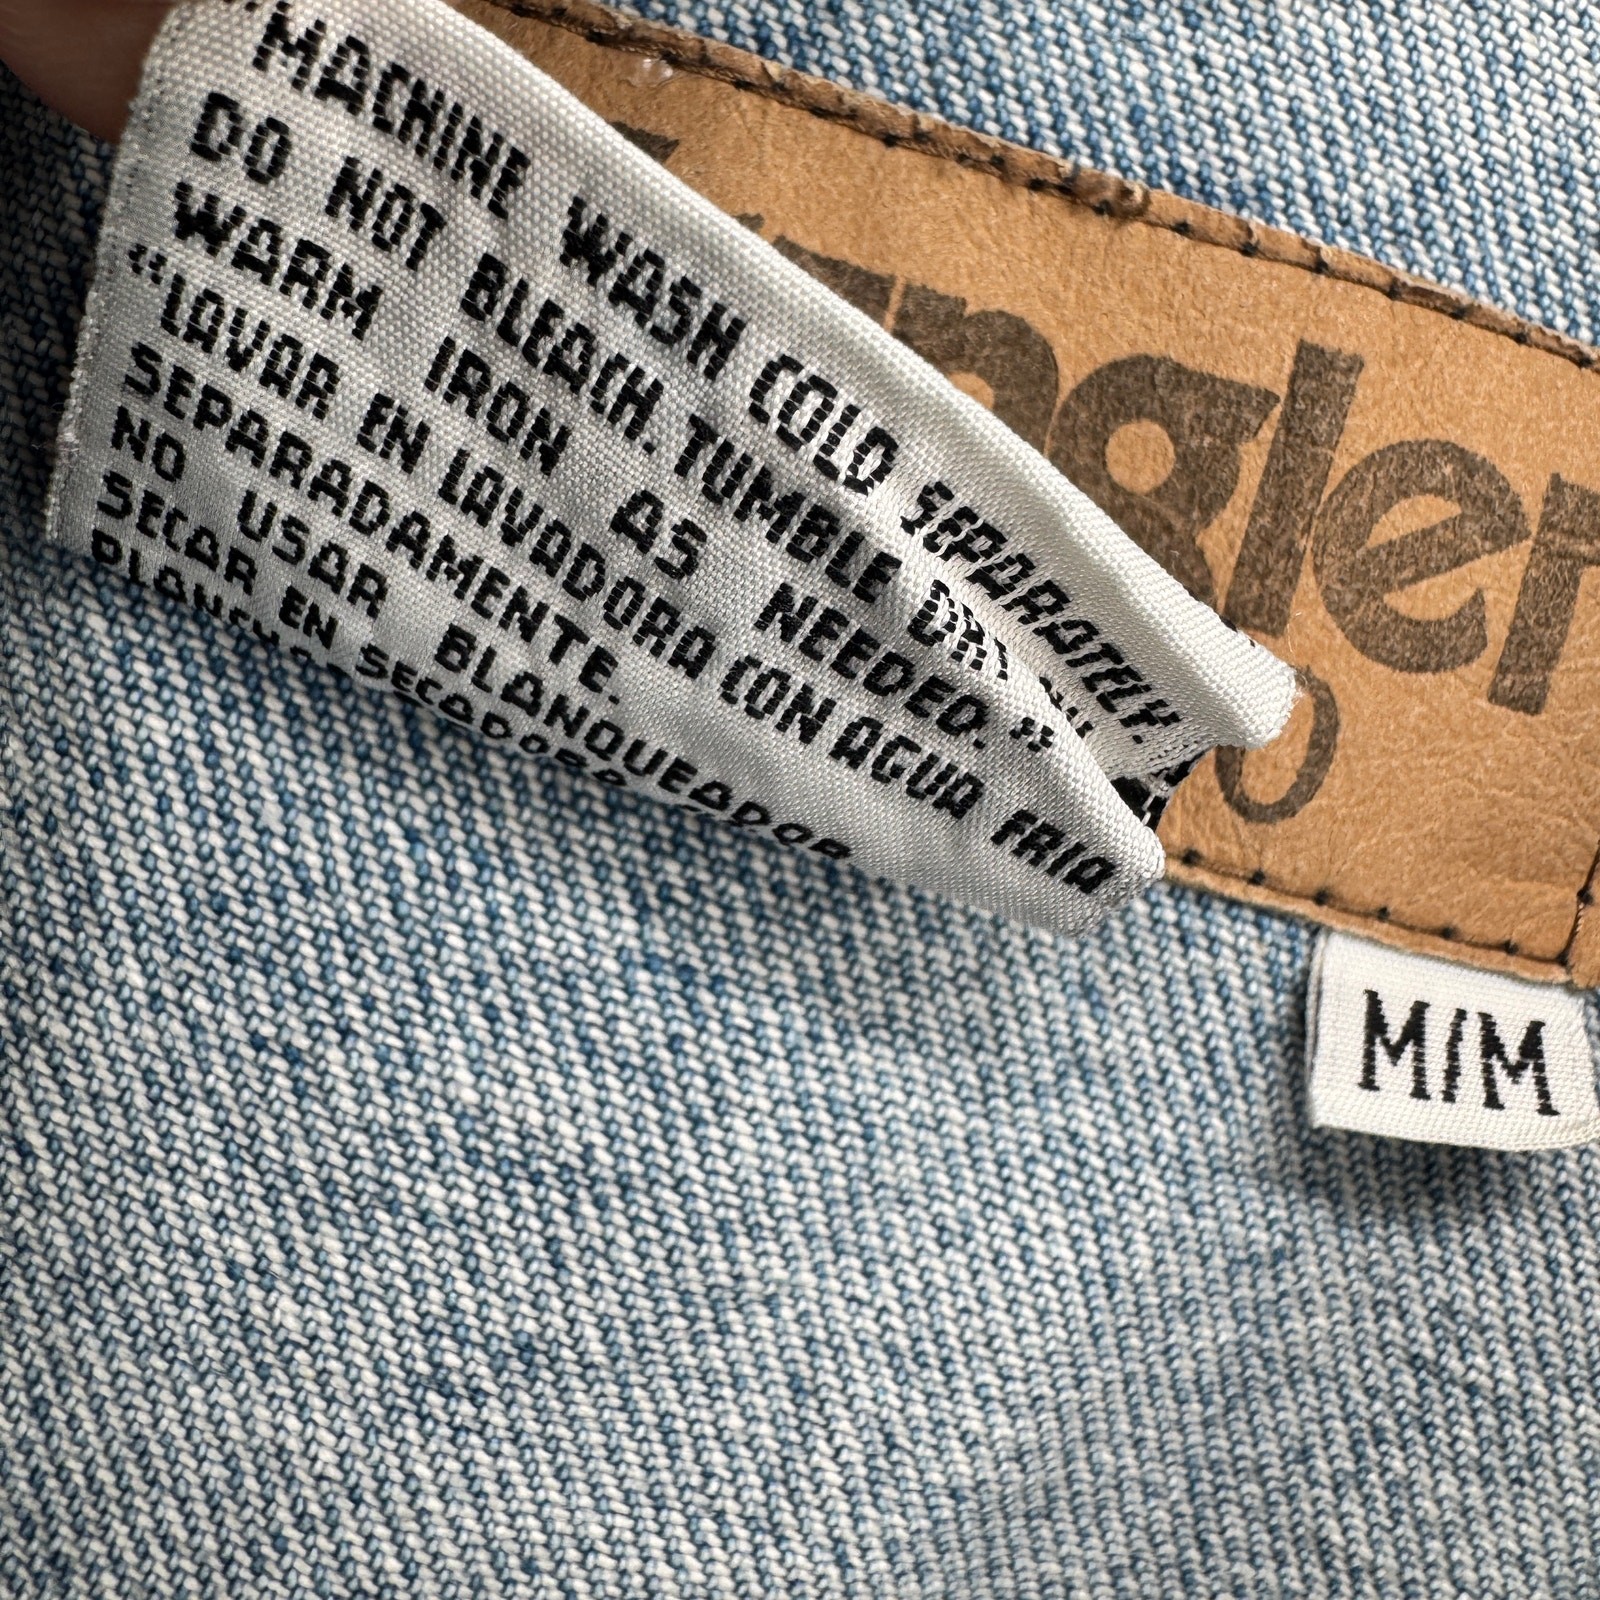 "MACHINE WASH COLD SEPARATELY.
DO NOT BLEACH. TUMBLE DRY
WARM IRON AS NEEDED."
"LAVAR EN LAVADORA CON AGUA FRIA
SEPARADAMENTE.
NO USAR BLANQUEADOR
SECAR EN SECADORA
Wrangler
M/M